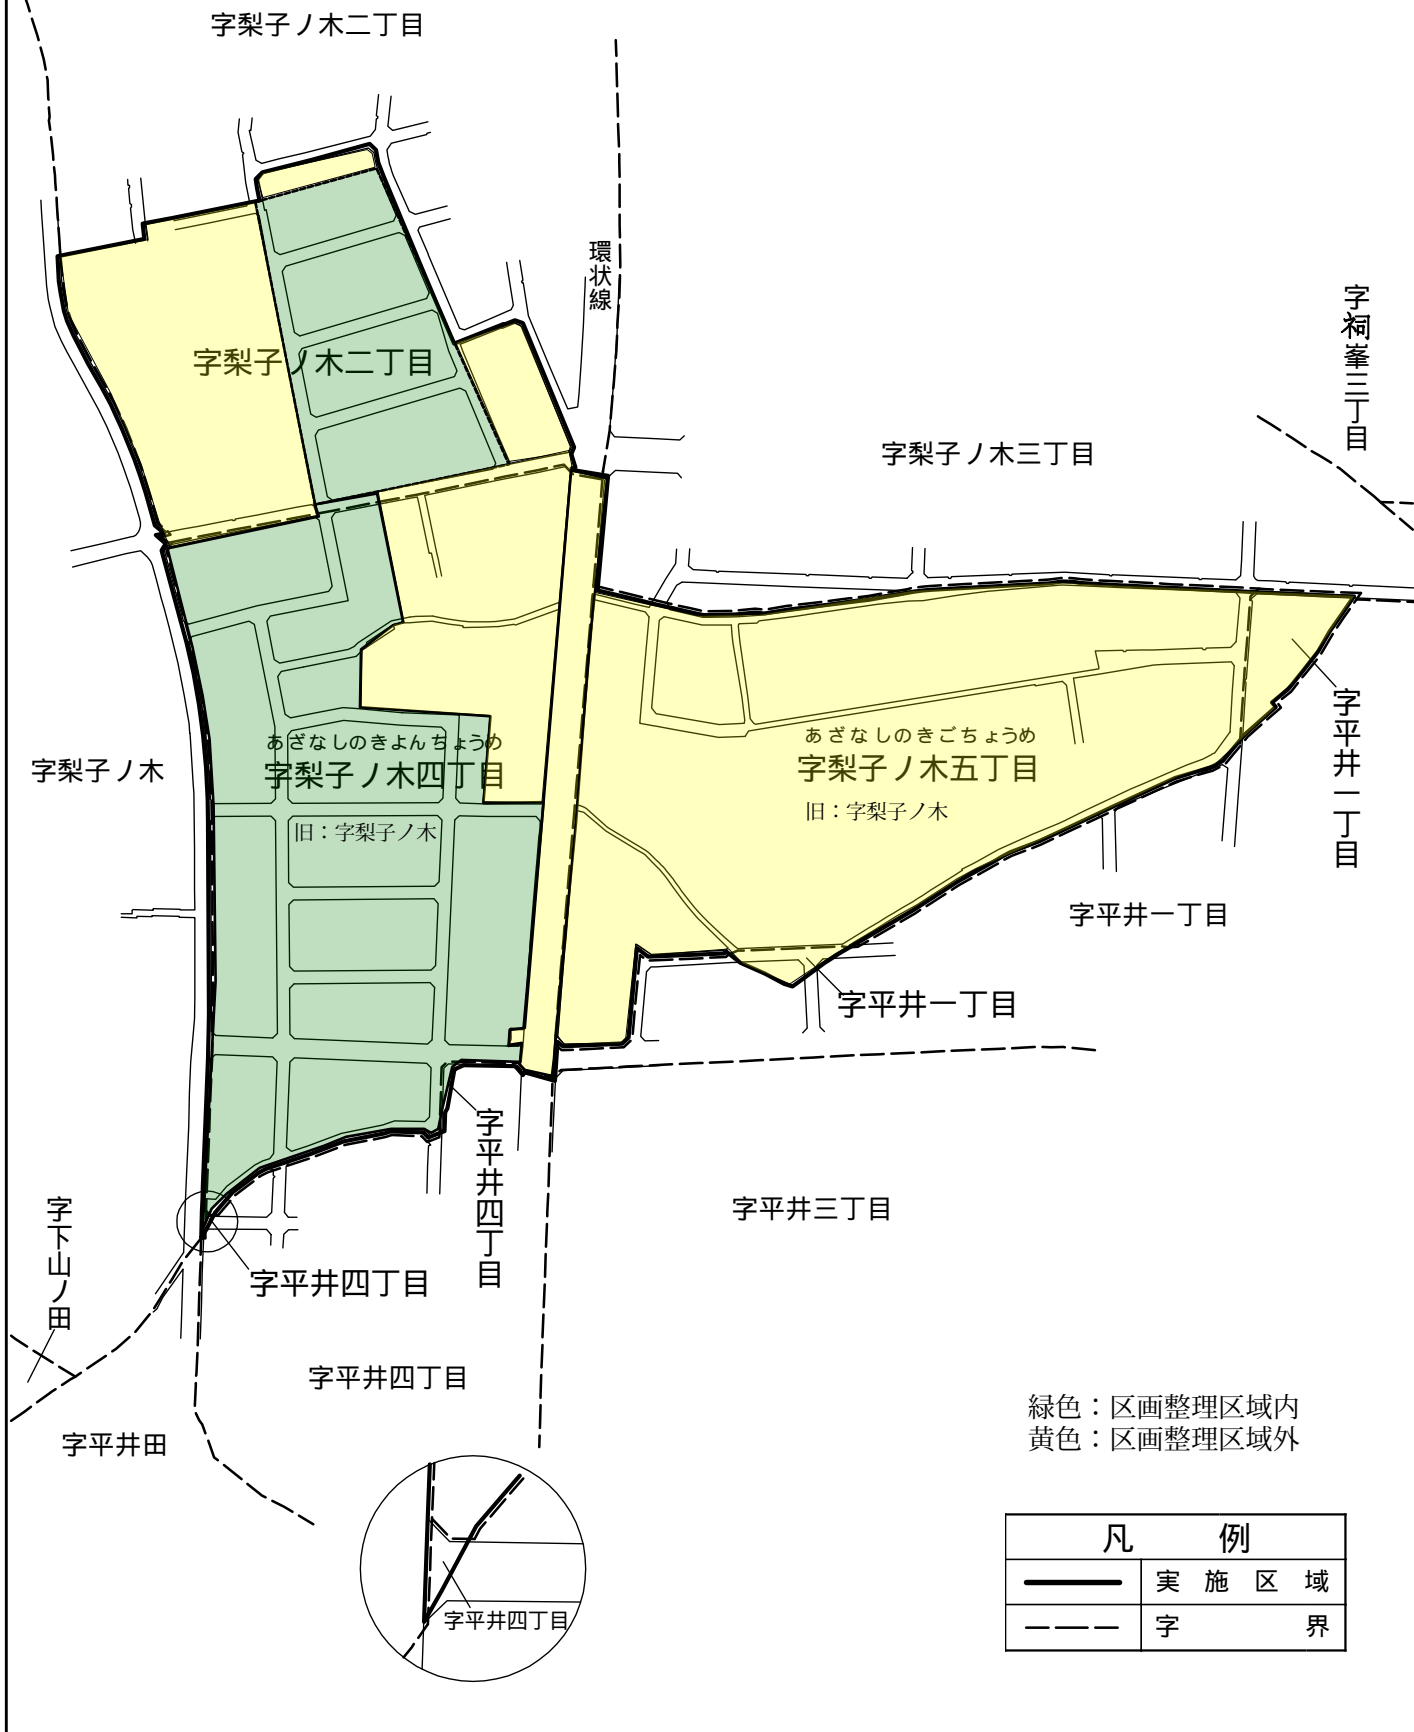 字梨子ノ木二丁目
環状線
字祠峯三丁目
字梨子ノ木二丁目
字梨子ノ木三丁目
字平井一丁目
あざなしのきよんちょうめ
字梨子ノ木四丁目
旧：字梨子ノ木
あざなしのきごちょうめ
字梨子ノ木五丁目
旧：字梨子ノ木
字梨子ノ木
字平井一丁目
字平井一丁目
字平井四丁目
字平井三丁目
字下山ノ田
字平井四丁目
字平井四丁目
字平井田
緑色：区画整理区域内
黄色：区画整理区域外
字平井四丁目
凡例
実施区域
字界